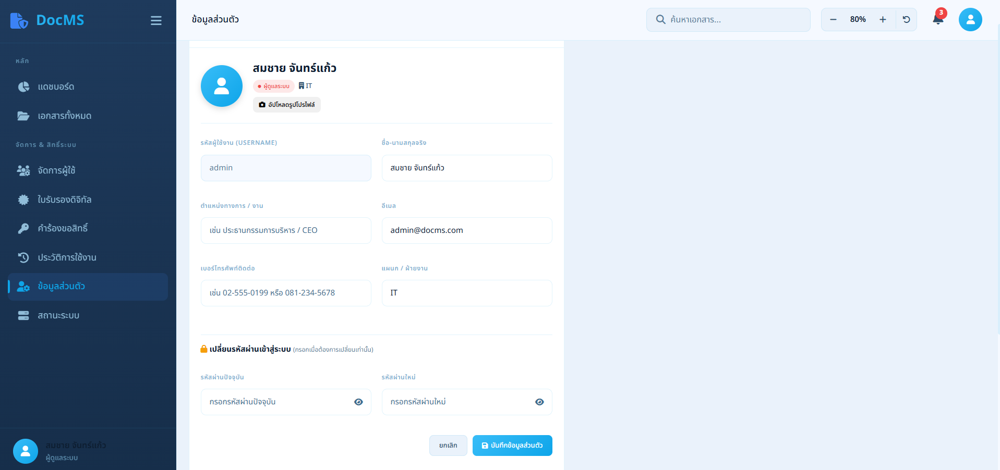 DocMS
หลัก
แดชบอร์ด
เอกสารทั้งหมด
จัดการ & สิทธิ์ระบบ
จัดการผู้ใช้
ใบรับรองดิจิทัล
คำร้องขอสิทธิ์
ประวัติการใช้งาน
ข้อมูลส่วนตัว
สถานะระบบ
สมชาย จันทร์แก้ว
ผู้ดูแลระบบ
ข้อมูลส่วนตัว
ค้นหาเอกสาร...
80%
3
สมชาย จันทร์แก้ว
ผู้ดูแลระบบ IT
อัปโหลดรูปโปรไฟล์
รหัสผู้ใช้งาน (USERNAME)
admin
ชื่อ-นามสกุลจริง
สมชาย จันทร์แก้ว
ตำแหน่งทางการ / งาน
เช่น ประธานกรรมการบริหาร / CEO
อีเมล
admin@docms.com
เบอร์โทรศัพท์ติดต่อ
เช่น 02-555-0199 หรือ 081-234-5678
แผนก / ฝ่ายงาน
IT
เปลี่ยนรหัสผ่านเข้าสู่ระบบ (กรอกเมื่อต้องการเปลี่ยนเท่านั้น)
รหัสผ่านปัจจุบัน
กรอกรหัสผ่านปัจจุบัน
รหัสผ่านใหม่
กรอกรหัสผ่านใหม่
ยกเลิก
บันทึกข้อมูลส่วนตัว